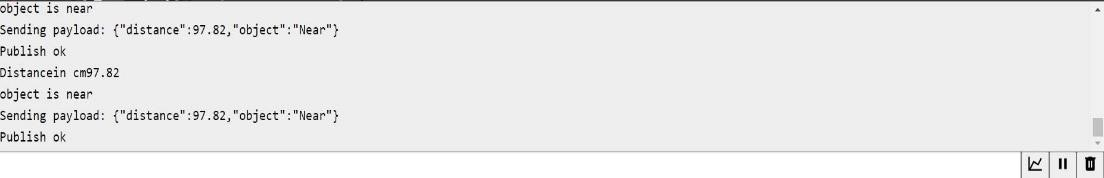 object is near
Sending payload: {"distance":97.82,"object":"Near"}
Publish ok
Distancein cm97.82
object is near
Sending payload: {"distance":97.82,"object":"Near"}
Publish ok